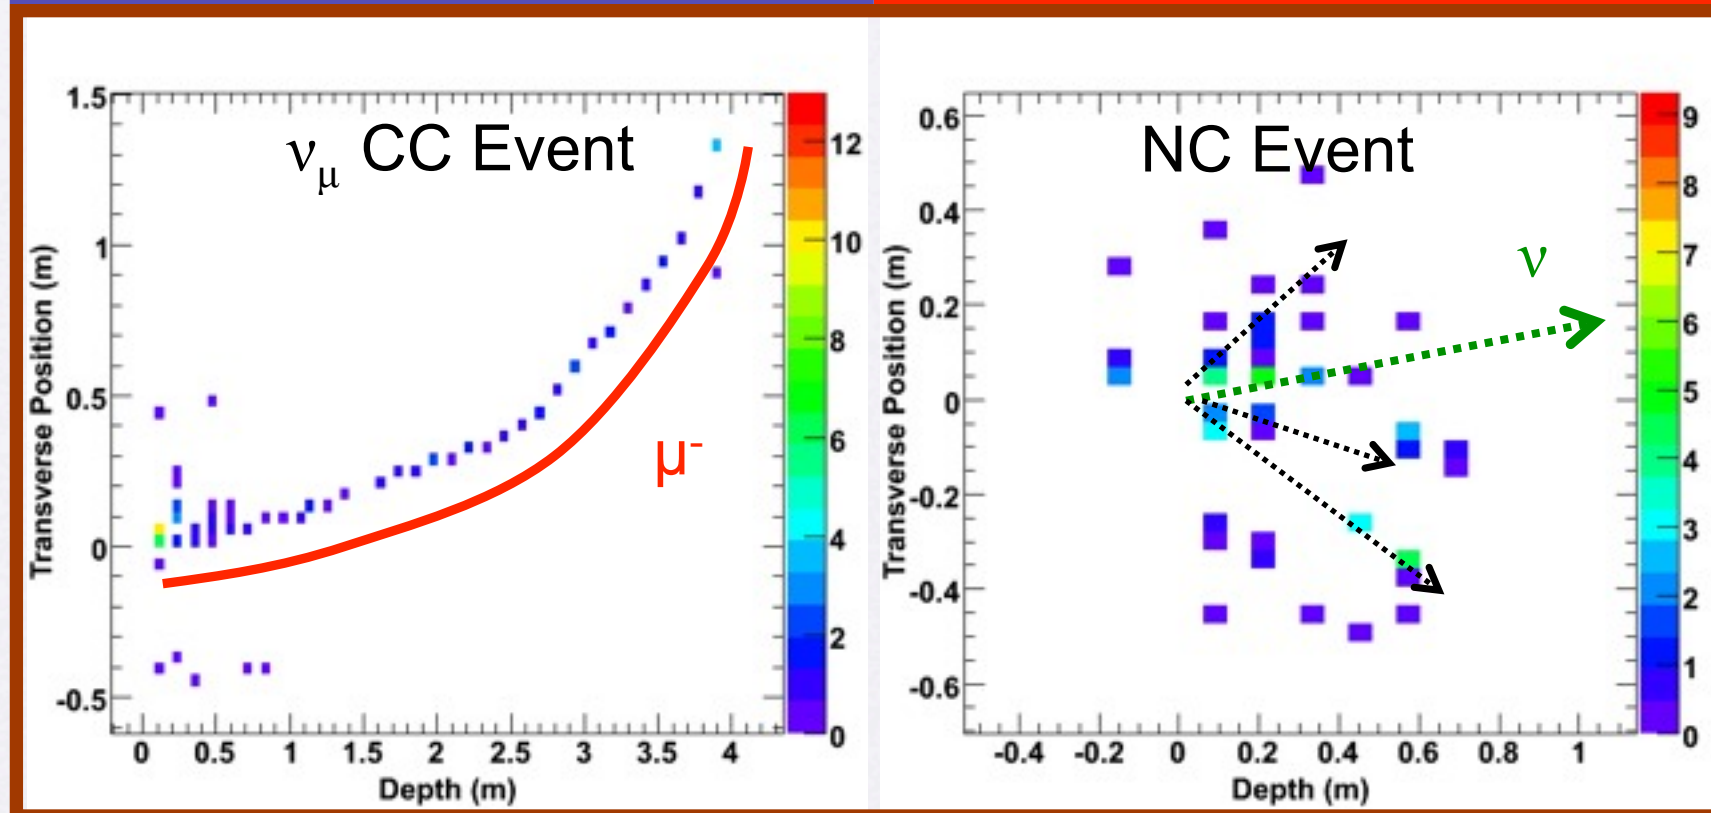 ν_μ CC Event
1.5
1
0.5
0
-0.5
Transverse Position (m)
0 0.5 1 1.5 2 2.5 3 3.5 4
Depth (m)
12
10
8
6
4
2
0
μ-
NC Event
0.6
0.4
0.2
0
-0.2
-0.4
-0.6
Transverse Position (m)
-0.4 -0.2 0 0.2 0.4 0.6 0.8 1
Depth (m)
9
8
7
6
5
4
3
2
1
0
ν